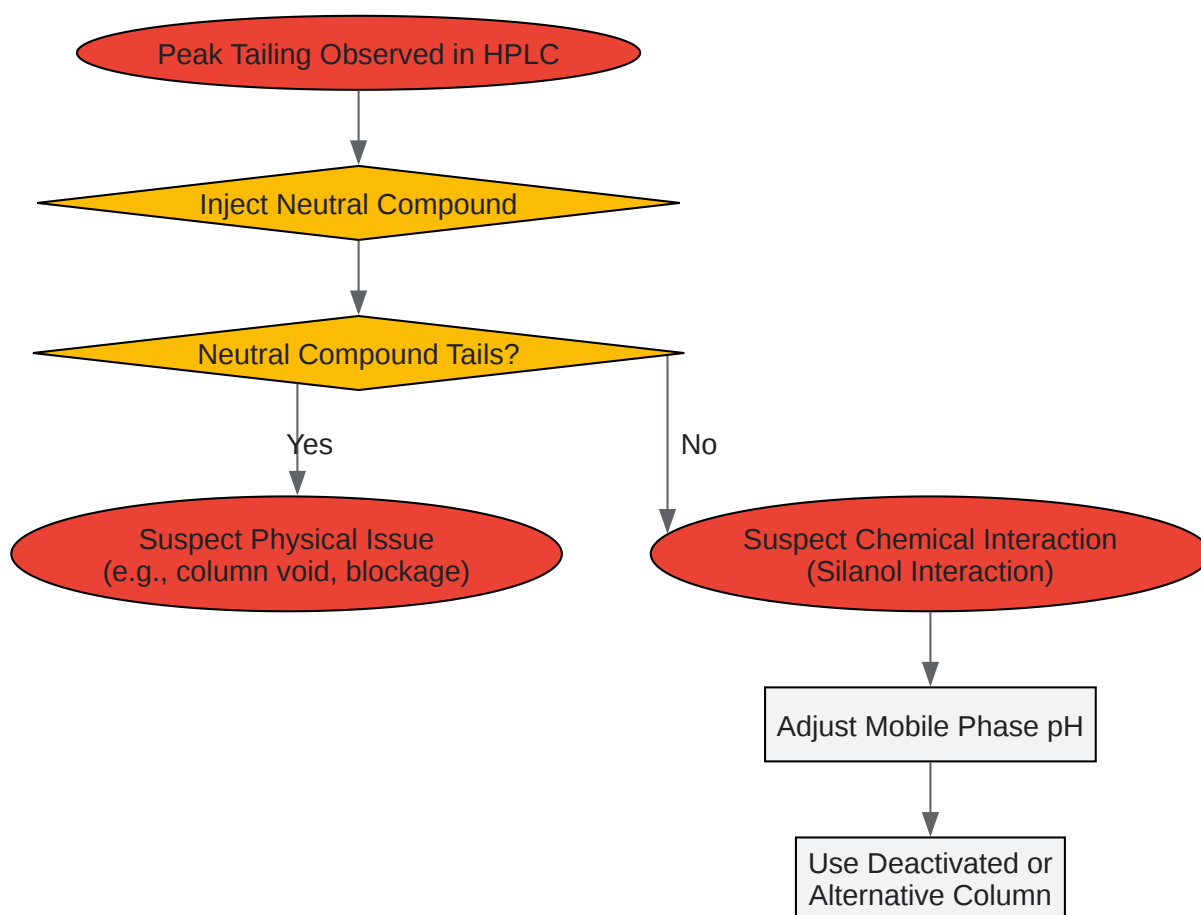 Peak Tailing Observed in HPLC
Inject Neutral Compound
Neutral Compound Tails?
Yes
No
Suspect Physical Issue
(e.g., column void, blockage)
Suspect Chemical Interaction
(Silanol Interaction)
Adjust Mobile Phase pH
Use Deactivated or
Alternative Column